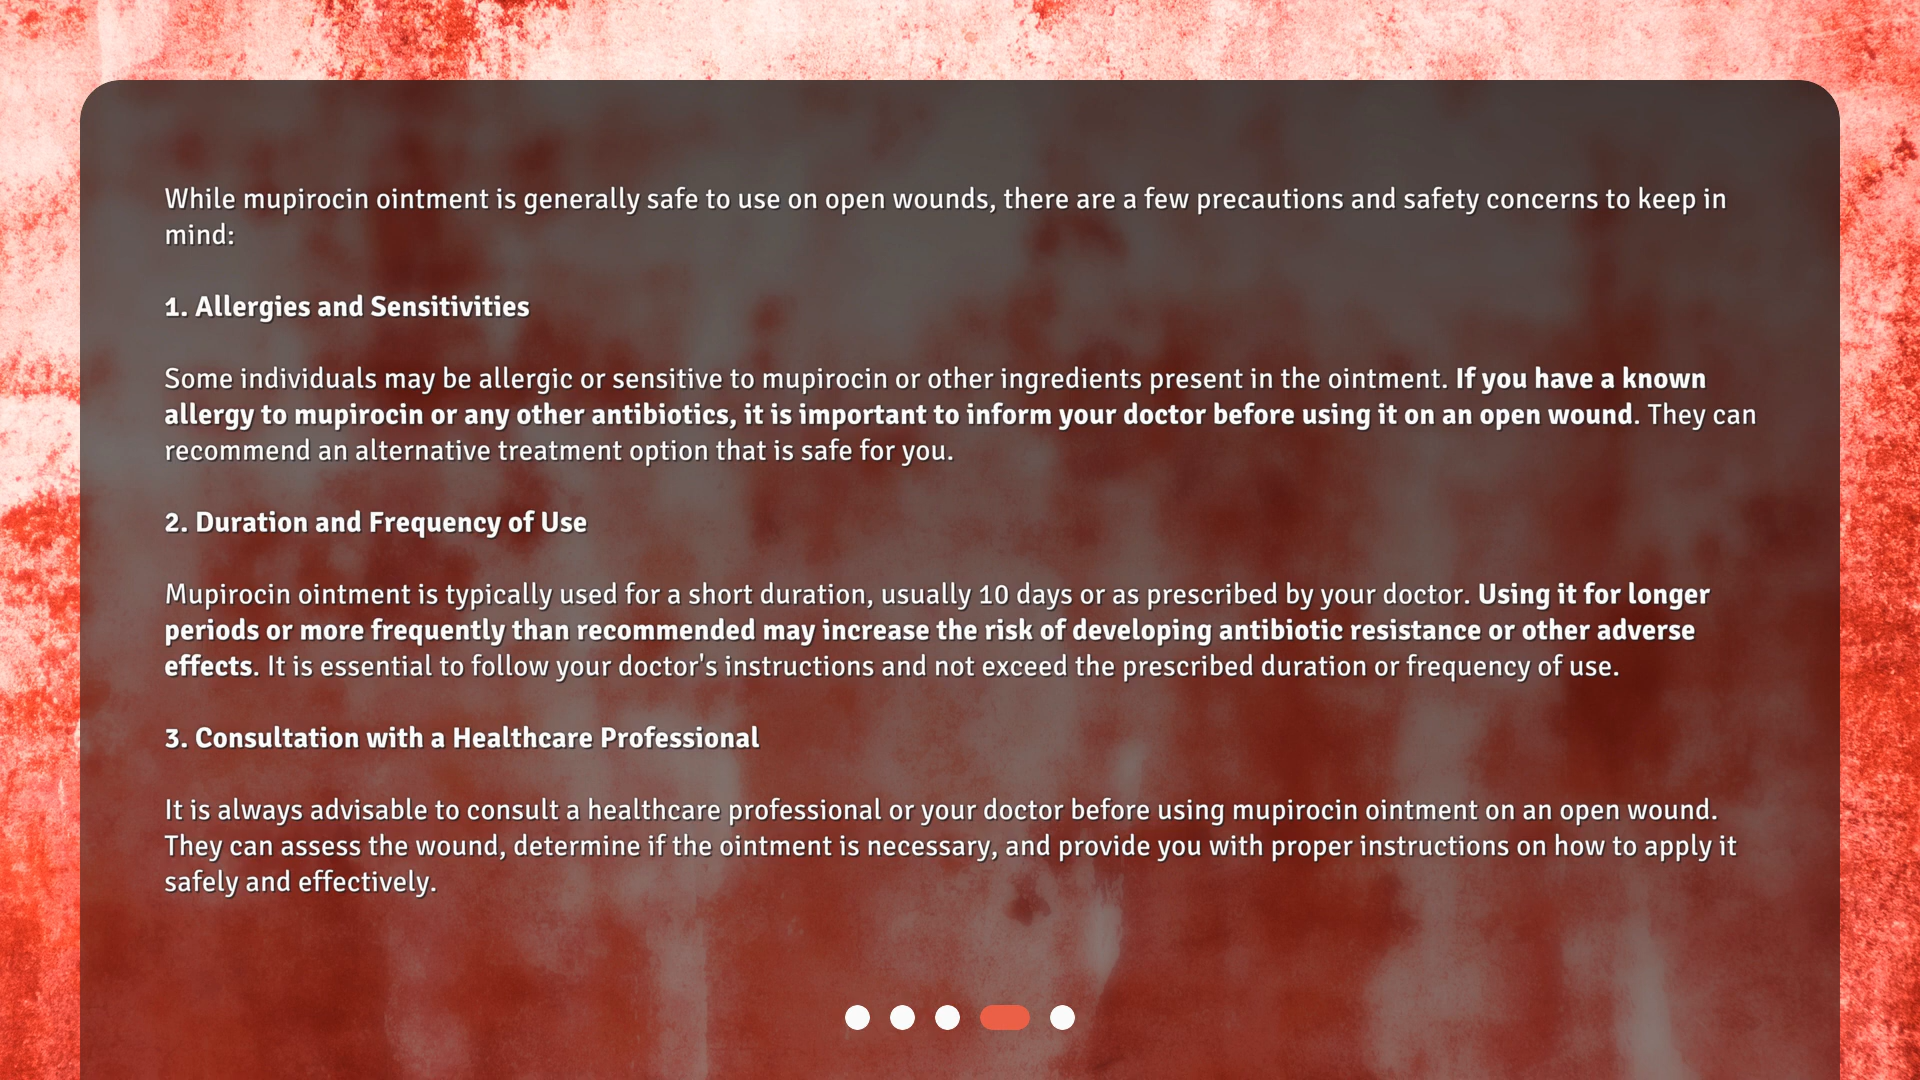 While mupirocin ointment is generally safe to use on open wounds, there are a few precautions and safety concerns to keep in
mind:
1. Allergies and Sensitivities
Some individuals may be allergic or sensitive to mupirocin or other ingredients present in the ointment. If you have a known
allergy to mupirocin or any other antibiotics, it is important to inform your doctor before using it on an open wound. They can
recommend an alternative treatment option that is safe for you.
2. Duration and Frequency of Use
Mupirocin ointment is typically used for a short duration, usually 10 days or as prescribed by your doctor. Using it for longer
periods or more frequently than recommended may increase the risk of developing antibiotic resistance or other adverse
effects. It is essential to follow your doctor's instructions and not exceed the prescribed duration or frequency of use.
3. Consultation with a Healthcare Professional
It is always advisable to consult a healthcare professional or your doctor before using mupirocin ointment on an open wound.
They can assess the wound, determine if the ointment is necessary, and provide you with proper instructions on how to apply it
safely and effectively.